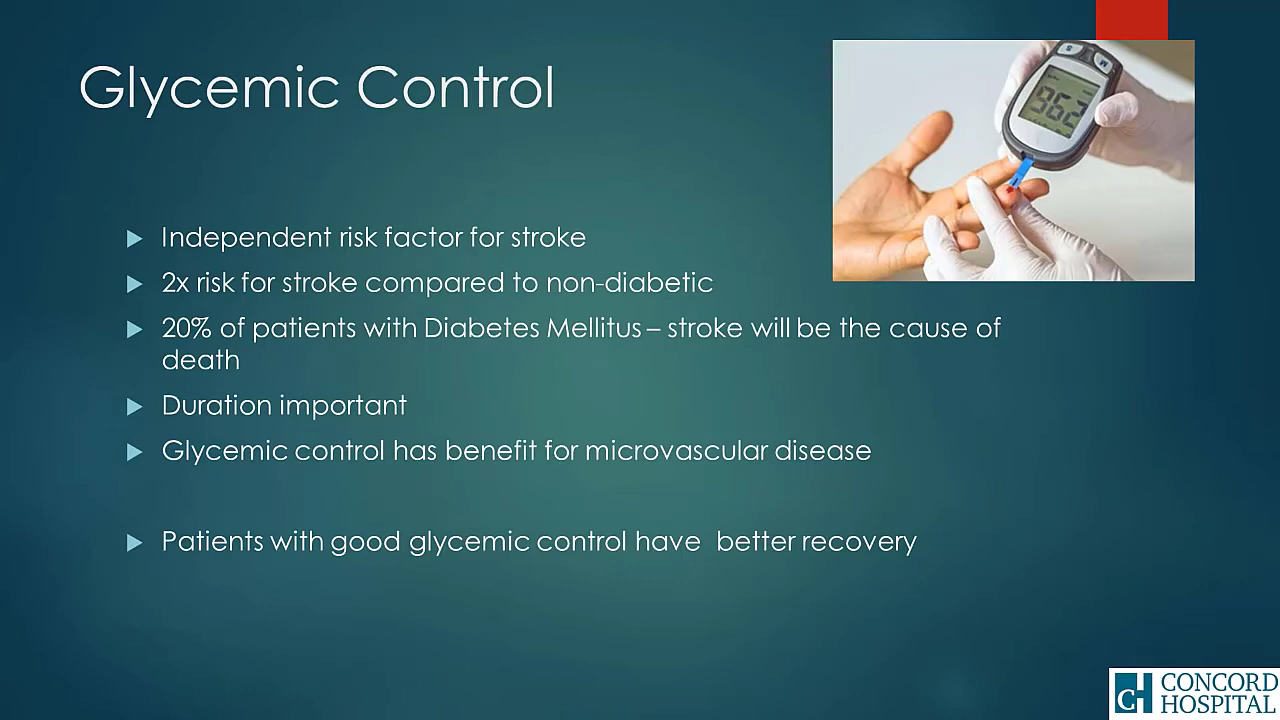 Glycemic Control
Independent risk factor for stroke
2x risk for stroke compared to non-diabetic
20% of patients with Diabetes Mellitus – stroke will be the cause of
death
Duration important
Glycemic control has benefit for microvascular disease
Patients with good glycemic control have  better recovery
S
M
962
CH
CONCORD
HOSPITAL